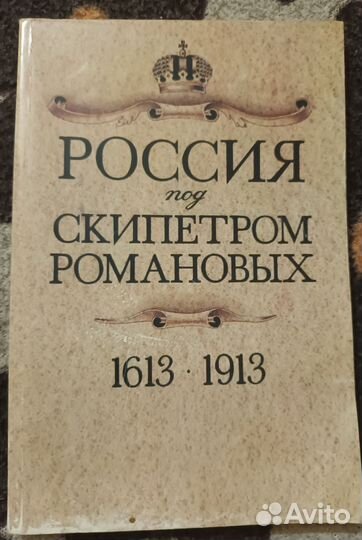 РОССИЯ
под
СКИПЕТРОМ
РОМАНОВЫХ
1613 · 1913
Avito